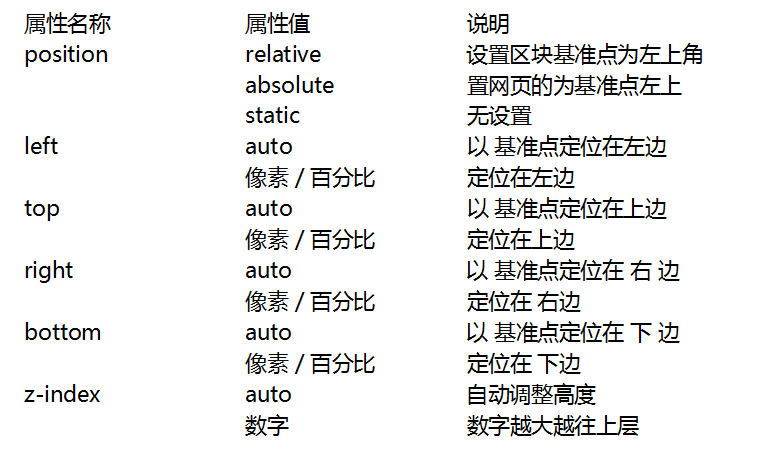 属性名称 属性值 说明
position relative 设置区块基准点为左上角
absolute 置网页的为基准点左上
static 无设置
left auto 以 基准点定位在左边
像素 / 百分比 定位在左边
top auto 以 基准点定位在上边
像素 / 百分比 定位在上边
right auto 以 基准点定位在 右 边
像素 / 百分比 定位在 右边
bottom auto 以 基准点定位在 下 边
像素 / 百分比 定位在 下边
z-index auto 自动调整高度
数字 数字越大越往上层